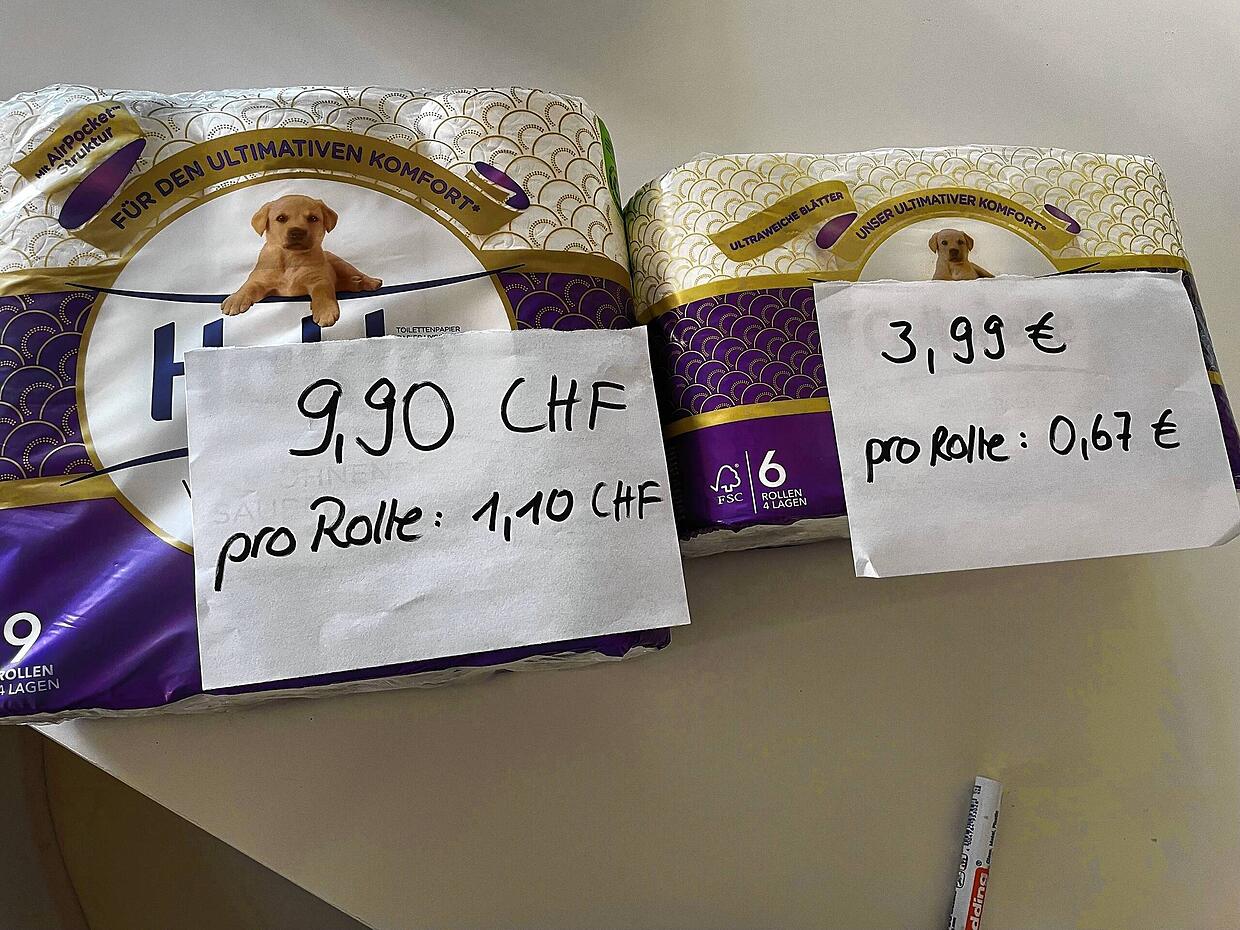 Mit AirPocket™
Struktur
FÜR DEN ULTIMATIVEN KOMFORT*
TOILETTENPAPIER
9,90 CHF
pro Rolle: 1,10 CHF
9
ROLLEN
4 LAGEN
ULTRAWEICHE BLÄTTER
UNSER ULTIMATIVER KOMFORT*
3,99 €
pro Rolle: 0,67 €
FSC
6
ROLLEN
4 LAGEN